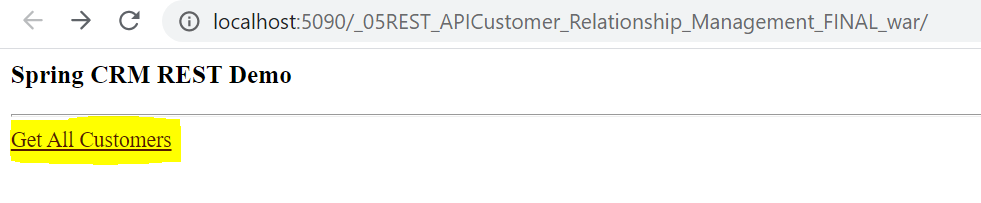 localhost:5090/_05REST_APICustomer_Relationship_Management_FINAL_war/
Spring CRM REST Demo
Get All Customers